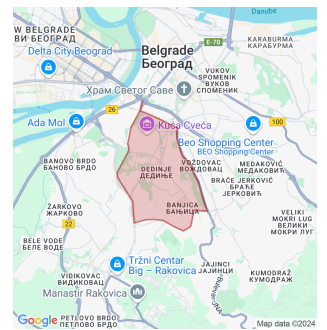 Danube
W BELGRADE
ВИ БЕОГРАД
Delta City Beograd
Belgrade
Београд
E-70
KARABURMA
КАРАБУРМА
VUKOV
SPOMENIK
ВУКОВ
СПОМЕНИК
Храм Светог Саве
26
Ada Mol
Kuća Cveća
100
Beo Shopping Center
BEO Shopping Center
BANOVO BRDO
БАНОВО БРДО
DEDINJE
ДЕДИЊЕ
VOŽDOVAC
ВОЖДОВАЦ
MEDAKOVIĆ
МЕДАКОВИЋ
BRAĆE JERKOVIĆ
БРАЋЕ
ЈЕРКОВИЋ
ŽARKOVO
ЖАРКОВО
22
BANJICA
БАЊИЦА
VELIKI
MOKRI LUG
ВЕЛИКИ
МОКРИ ЛУГ
BELE VODE
БЕЛЕ ВОДЕ
Tržni Centar
Big – Rakovica
JAJINCI
ЈАЈИНЦИ
VIDIKOVAC
ВИДИКОВАЦ
KUMODRAŽ
КУМОДРАЖ
Manastir Rakovica
Google
PETLOVO BRDO
ПЕТЛОВО БРДО
Map data ©2024